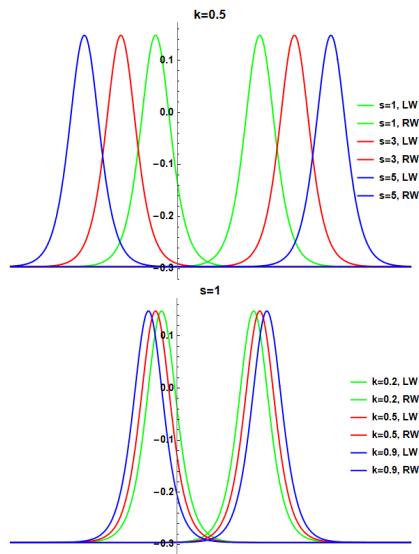 k=0.5
0.1
0.0
-0.1
-0.2
-0.3
s=1, LW
s=1, RW
s=3, LW
s=3, RW
s=5, LW
s=5, RW
s=1
0.1
0.0
-0.1
-0.2
-0.3
k=0.2, LW
k=0.2, RW
k=0.5, LW
k=0.5, RW
k=0.9, LW
k=0.9, RW